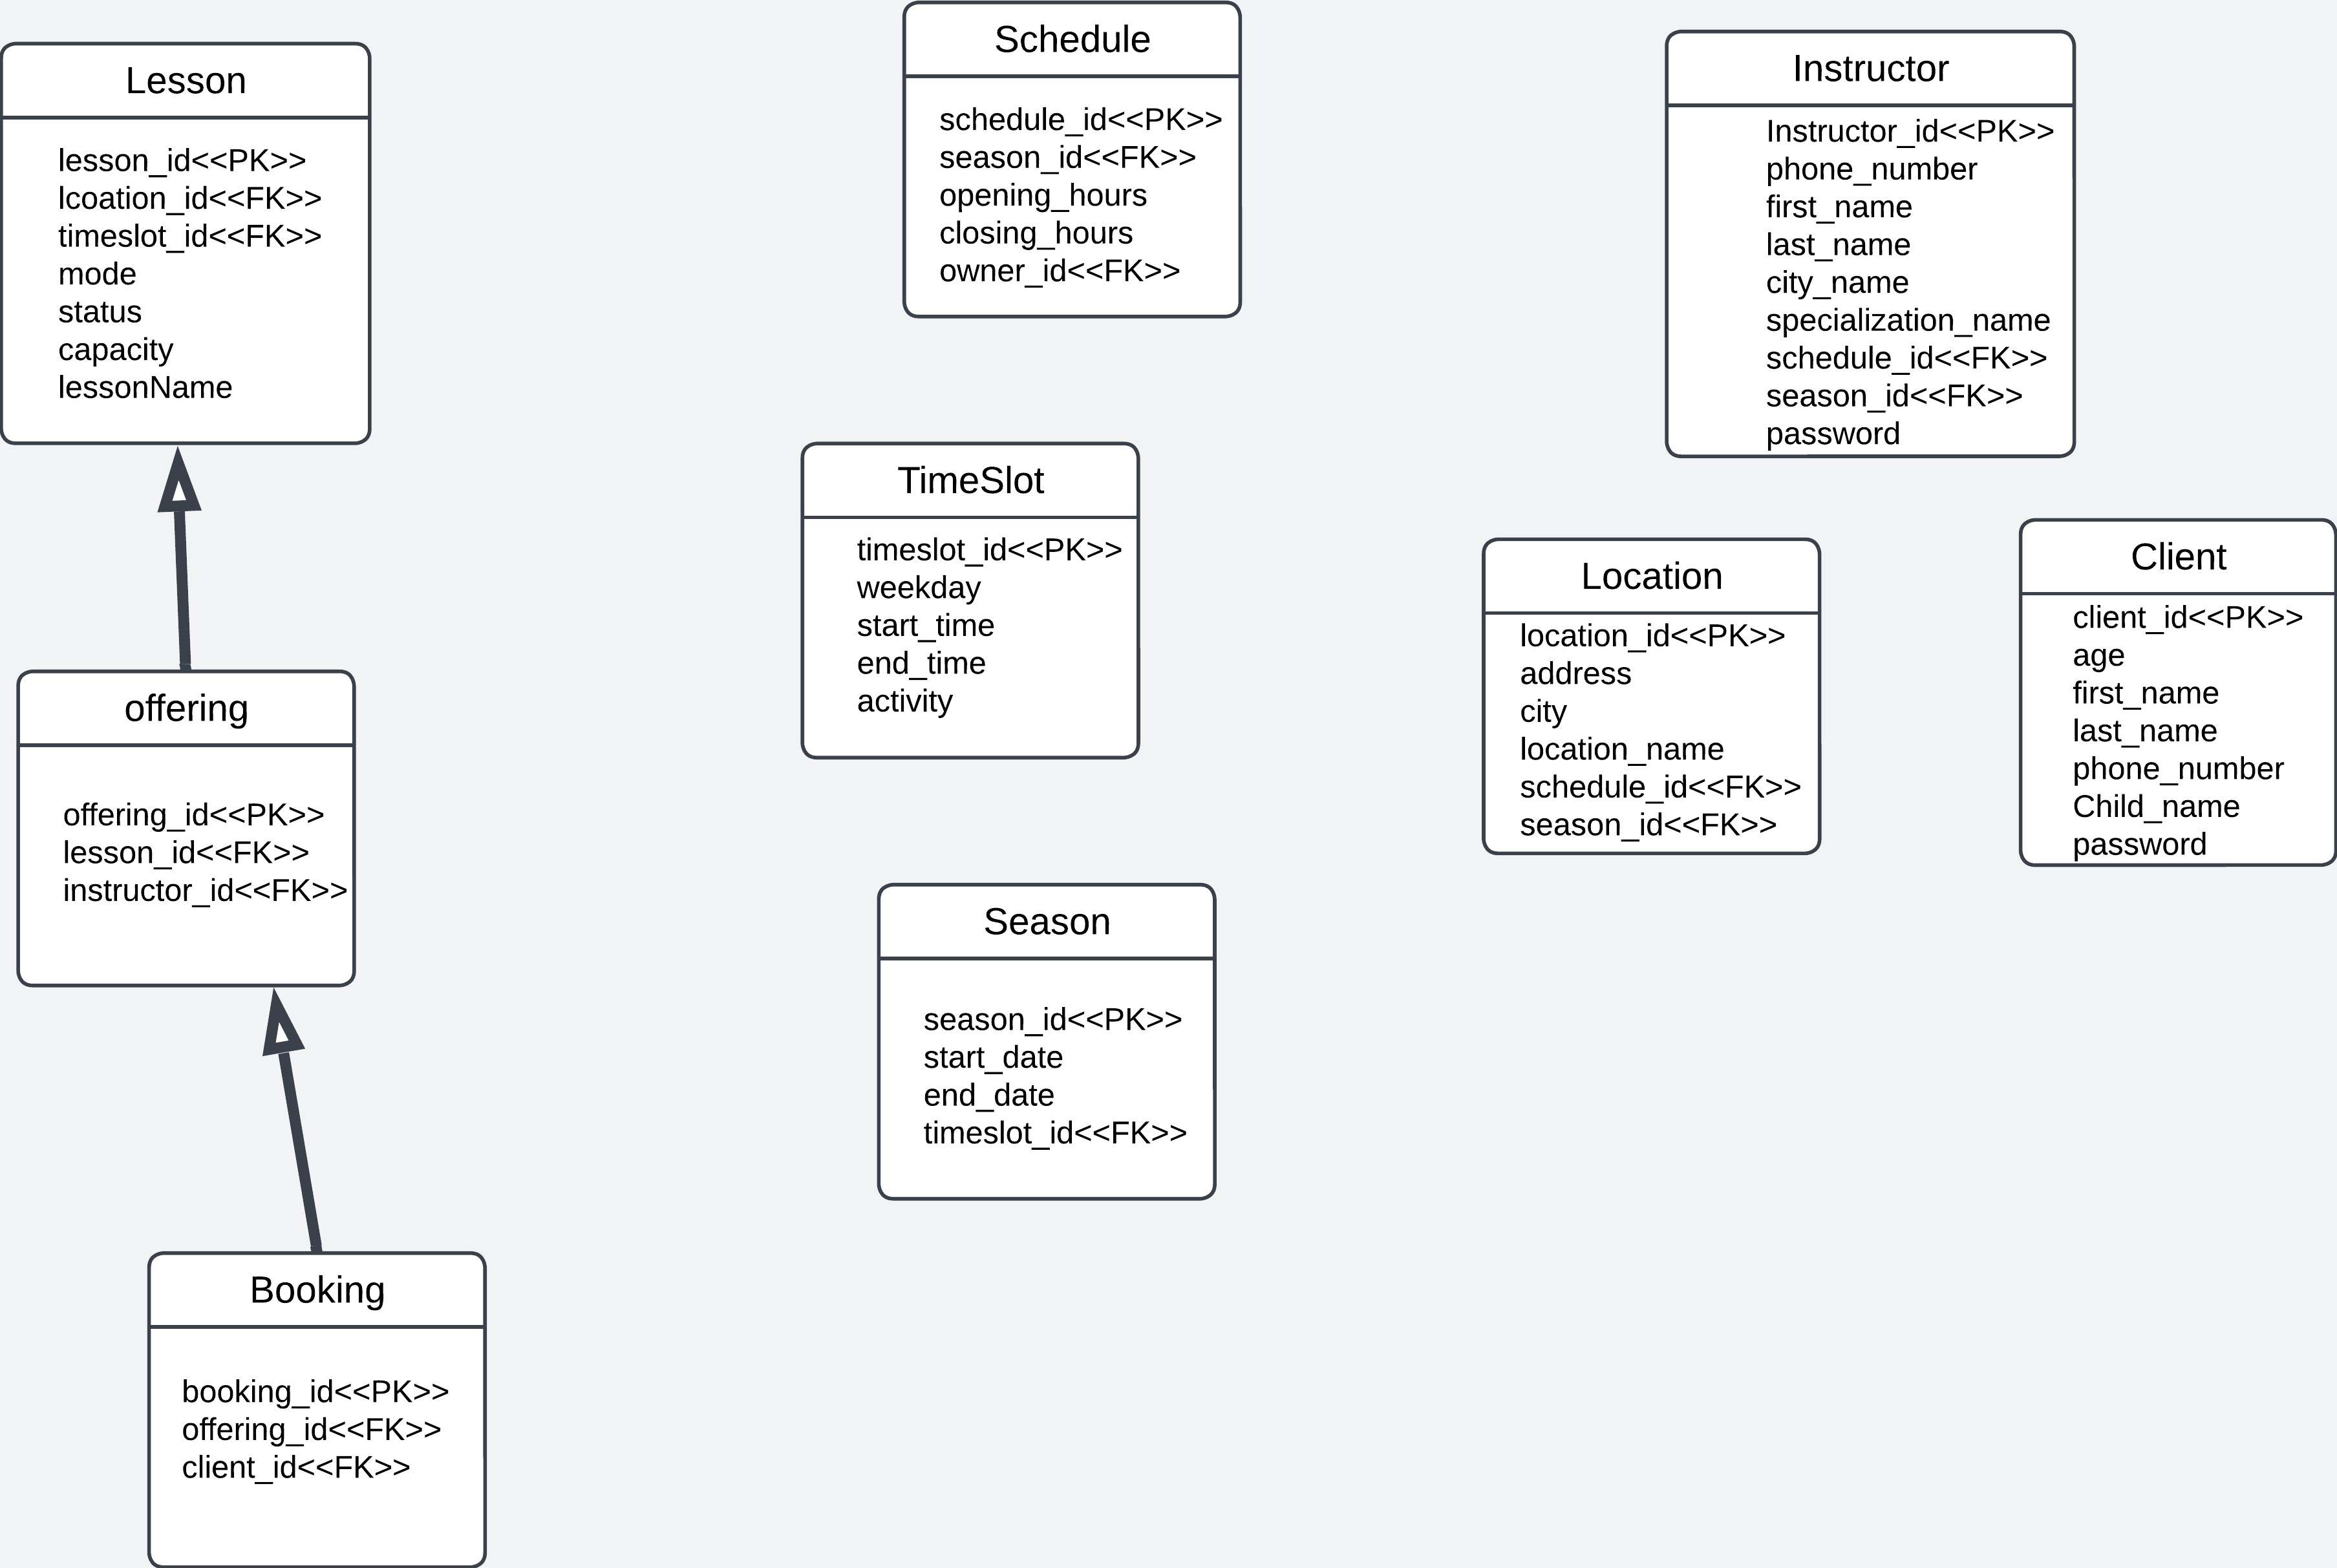 Lesson
lesson_id<<PK>>
lcoation_id<<FK>>
timeslot_id<<FK>>
mode
status
capacity
lessonName
offering
offering_id<<PK>>
lesson_id<<FK>>
instructor_id<<FK>>
Booking
booking_id<<PK>>
offering_id<<FK>>
client_id<<FK>>
Schedule
schedule_id<<PK>>
season_id<<FK>>
opening_hours
closing_hours
owner_id<<FK>>
TimeSlot
timeslot_id<<PK>>
weekday
start_time
end_time
activity
Season
season_id<<PK>>
start_date
end_date
timeslot_id<<FK>>
Instructor
Instructor_id<<PK>>
phone_number
first_name
last_name
city_name
specialization_name
schedule_id<<FK>>
season_id<<FK>>
password
Location
location_id<<PK>>
address
city
location_name
schedule_id<<FK>>
season_id<<FK>>
Client
client_id<<PK>>
age
first_name
last_name
phone_number
Child_name
password